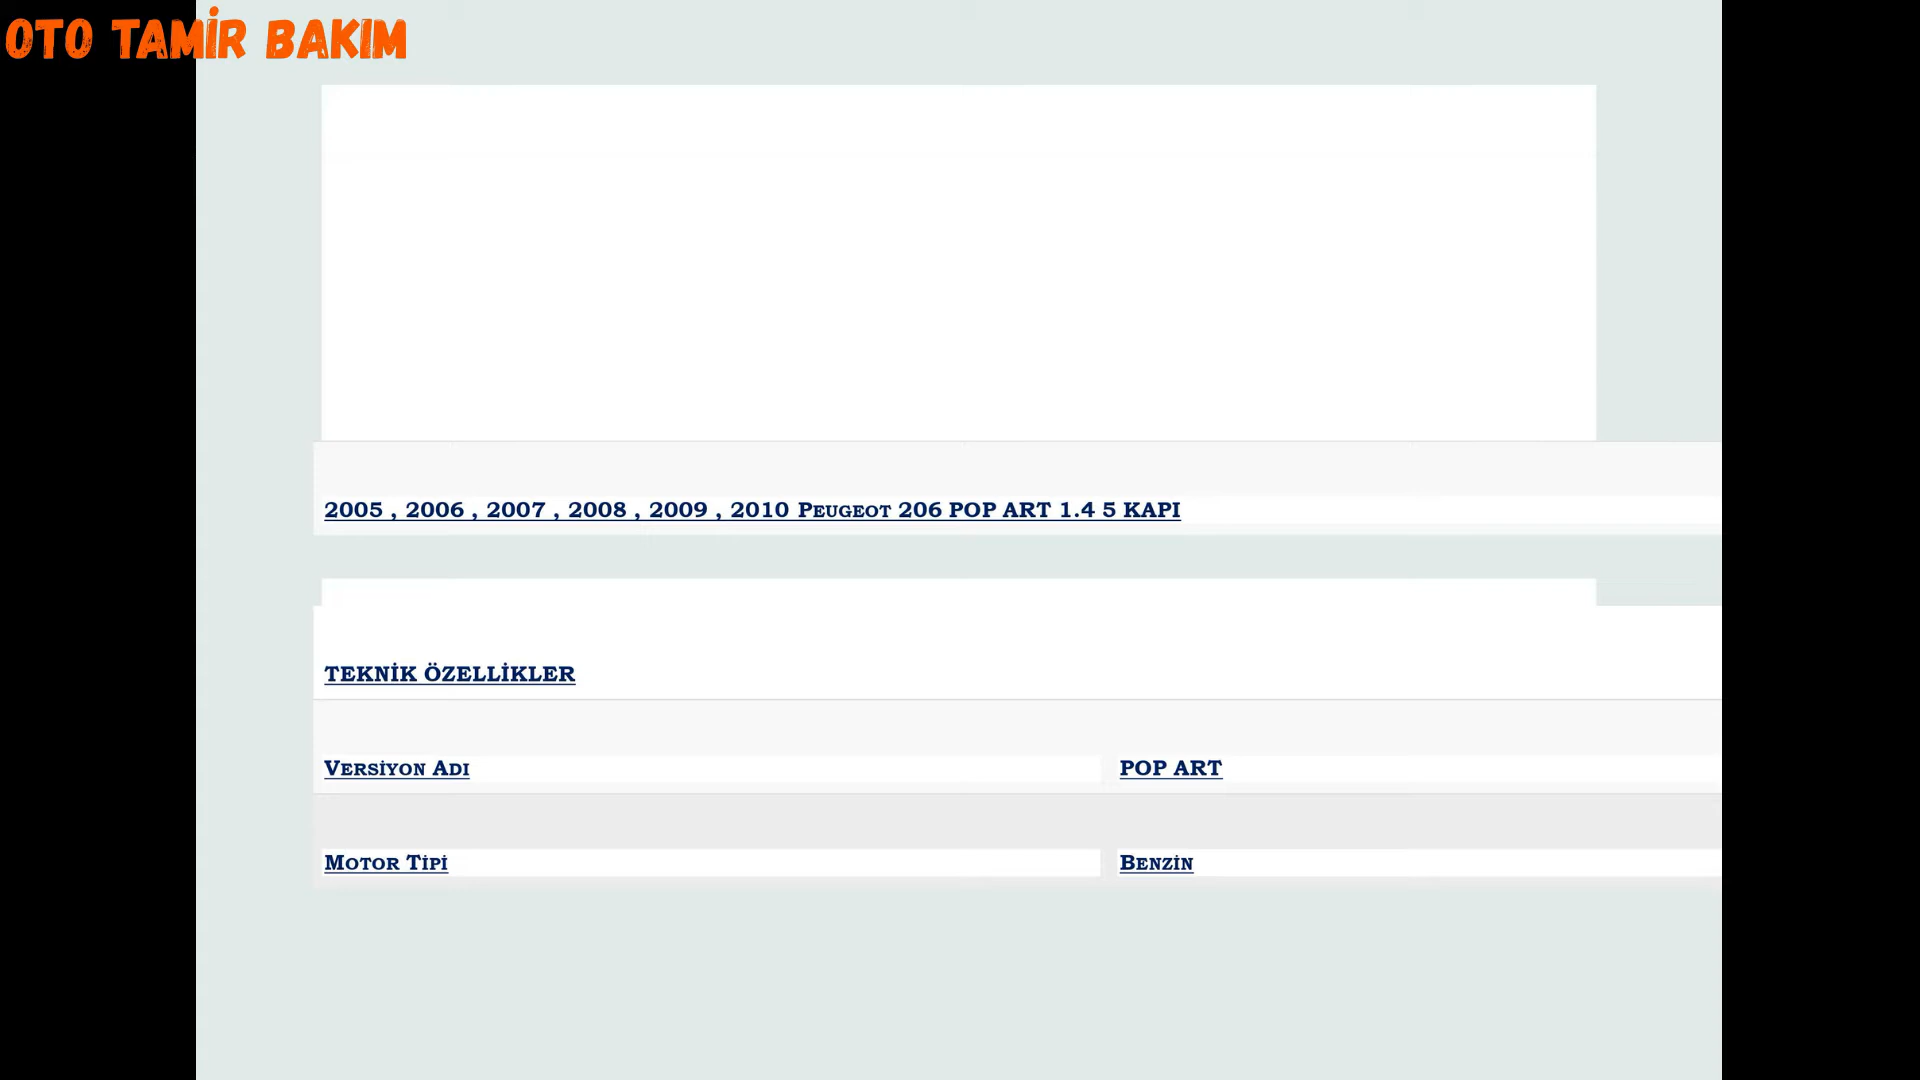 OTO TAMİR BAKIM
2005 , 2006 , 2007 , 2008 , 2009 , 2010 Peugeot 206 POP ART 1.4 5 KAPI
TEKNİK ÖZELLİKLER
Versiyon Adı POP ART
Motor Tipi Benzin